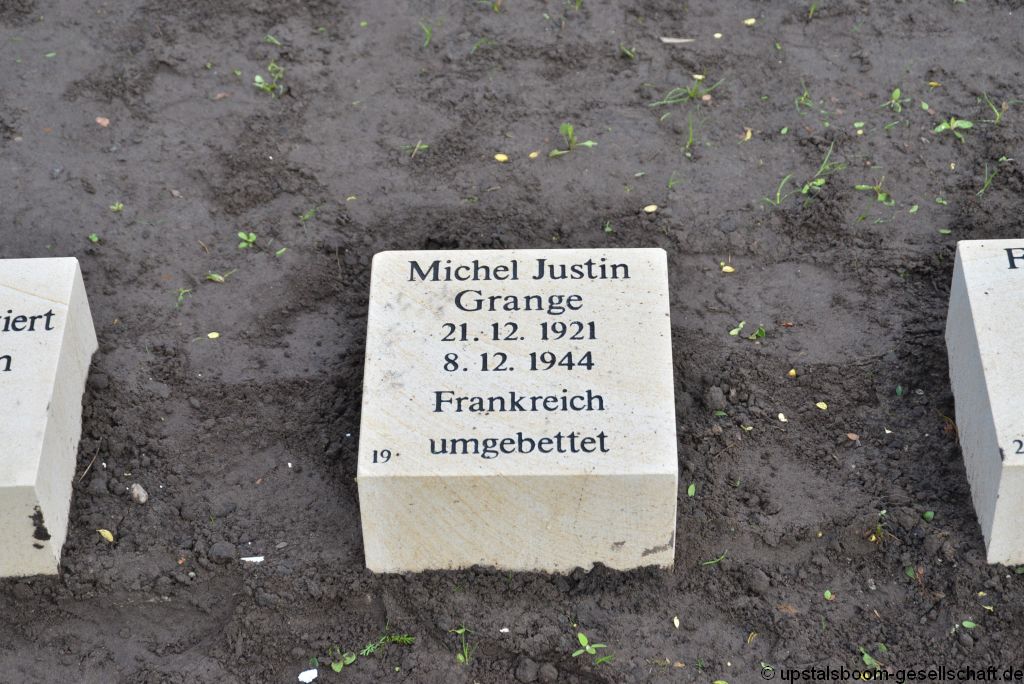 Michel Justin
Grange
21. 12. 1921
8. 12. 1944
Frankreich
umgebettet
19.
© upstalsboom-gesellschaft.de